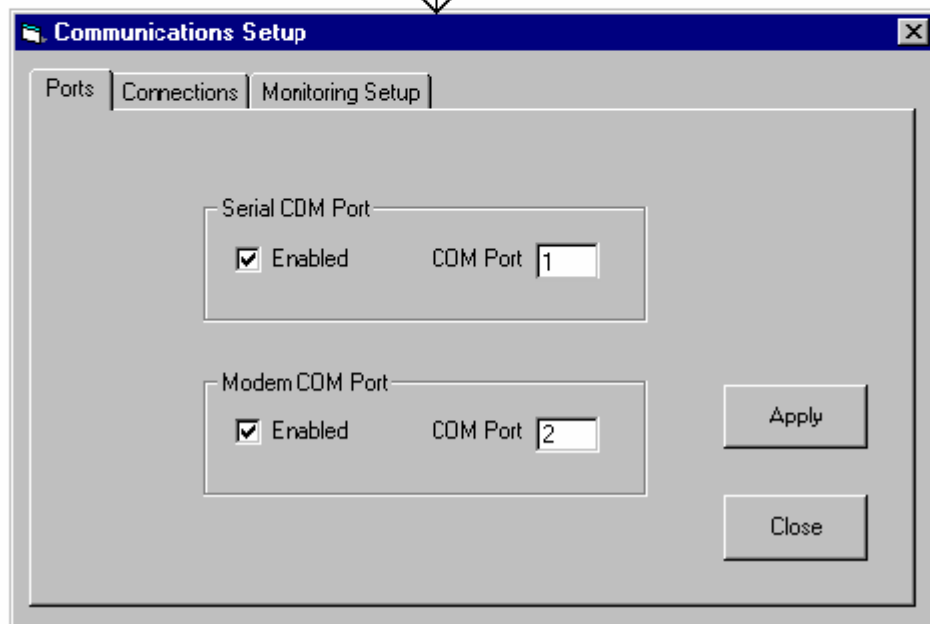 Communications Setup
Ports Connections Monitoring Setup
Serial COM Port
Enabled COM Port 1
Modem COM Port
Enabled COM Port 2
Apply
Close